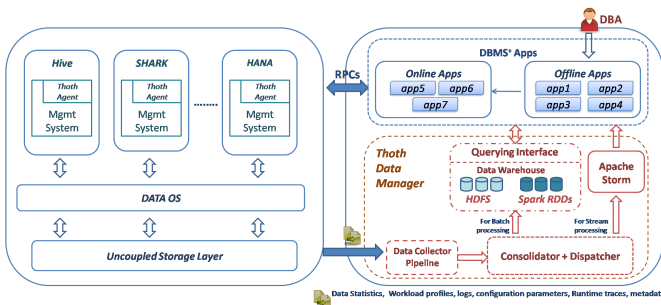 DBA
DBMS+ Apps
Hive
SHARK
HANA
Thoth
Agent
Mgmt
System
Thoth
Agent
Mgmt
System
........
Thoth
Agent
Mgmt
System
RPCs
Online Apps
app5 app6
app7
Offline Apps
app1 app2
app3 app4
DATA OS
Uncoupled Storage Layer
Thoth
Data
Manager
Querying Interface
Data Warehouse
HDFS Spark RDDs
Apache
Storm
For Batch
processing
For Stream
processing
Data Collector
Pipeline
Consolidator + Dispatcher
Data Statistics, Workload profiles, logs, configuration parameters, Runtime traces, metadat